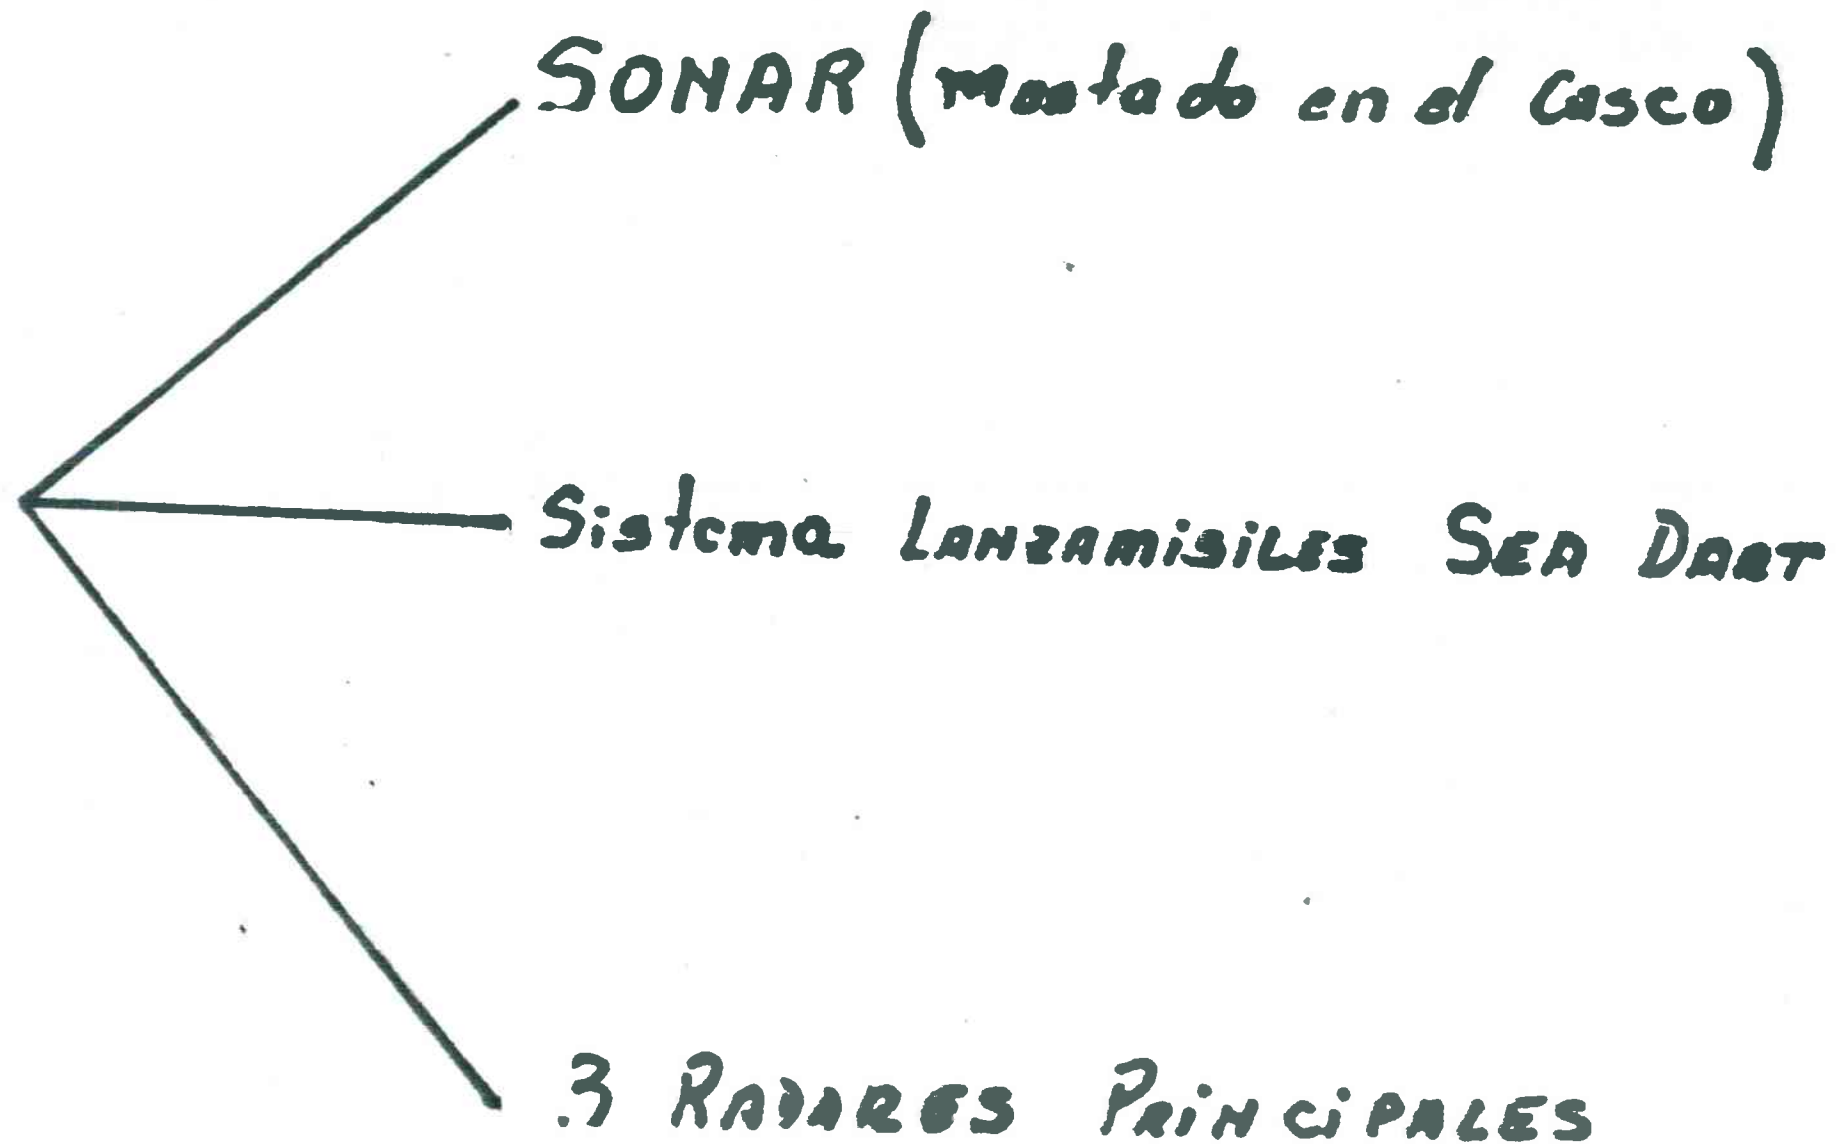 SONAR (Montado en el Casco)
Sistema LANZAMISILES SEA DART
3 RADARES PRINCIPALES